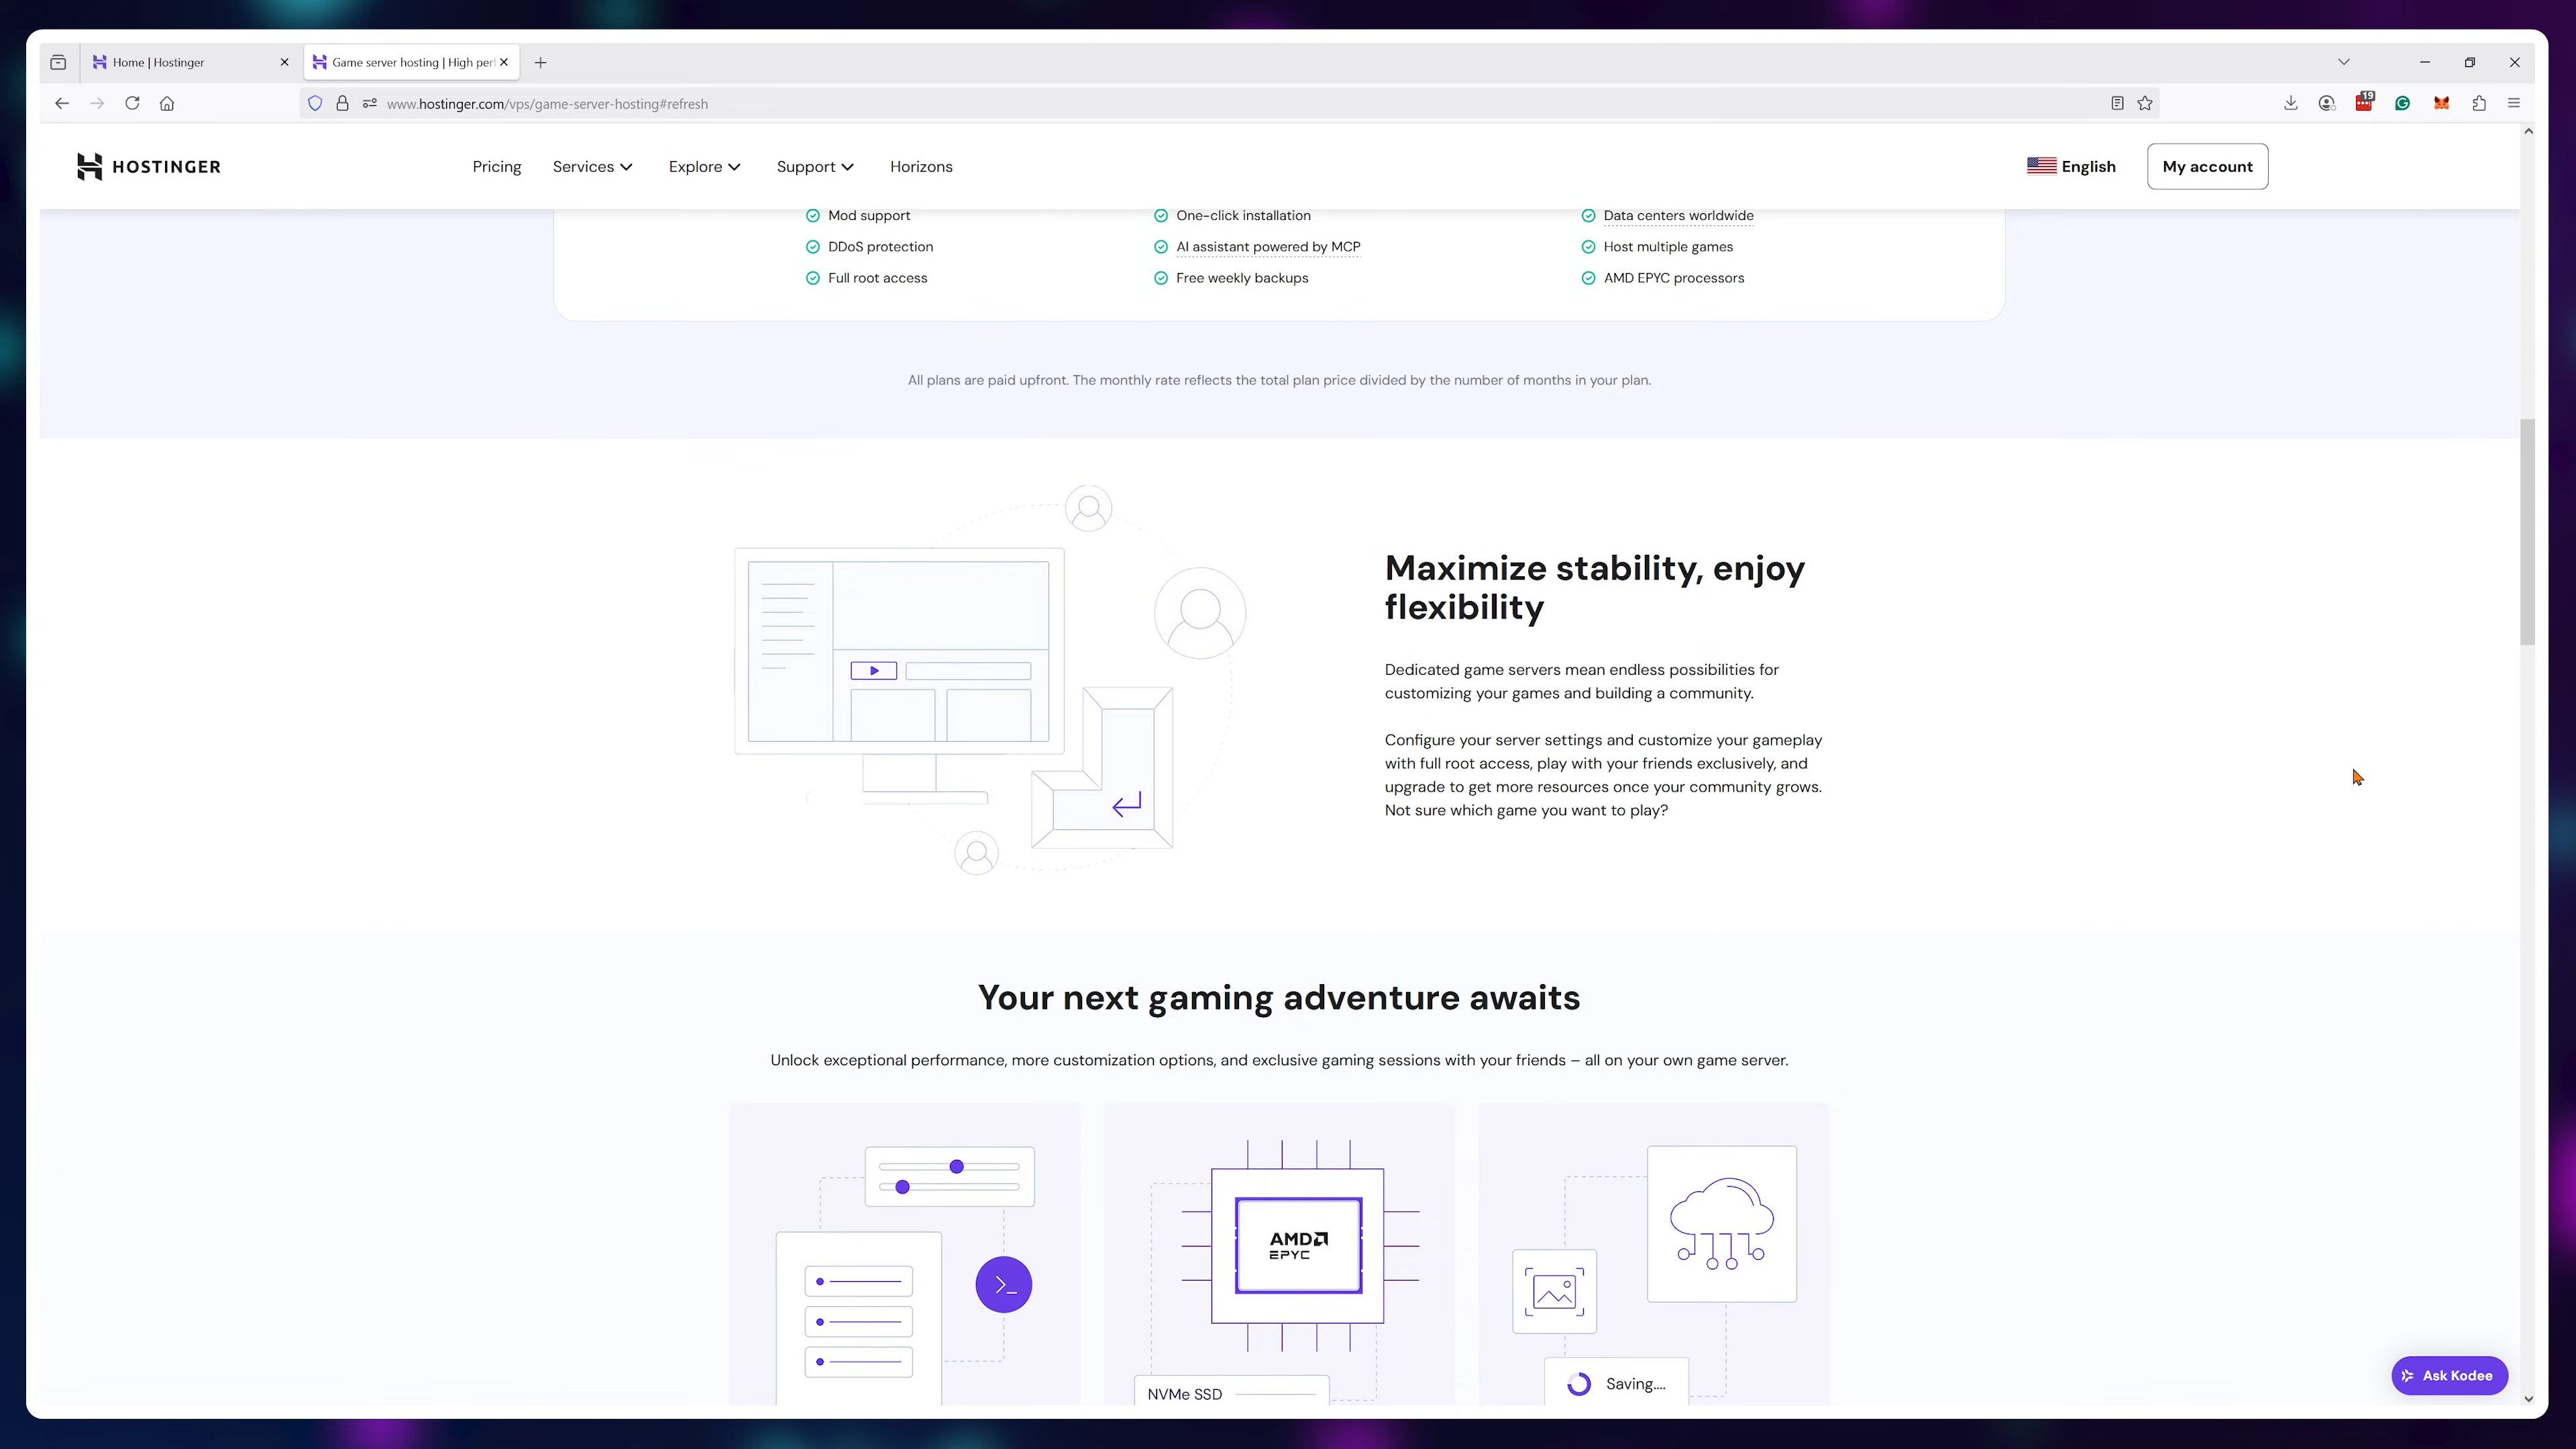 Home | Hostinger
Game server hosting | High per
www.hostinger.com/vps/game-server-hosting#refresh
19
HOSTINGER
Pricing
Services
Explore
Support
Horizons
English
My account
Mod support
One-click installation
Data centers worldwide
DDoS protection
AI assistant powered by MCP
Host multiple games
Full root access
Free weekly backups
AMD EPYC processors
All plans are paid upfront. The monthly rate reflects the total plan price divided by the number of months in your plan.
Maximize stability, enjoy
flexibility
Dedicated game servers mean endless possibilities for
customizing your games and building a community.
Configure your server settings and customize your gameplay
with full root access, play with your friends exclusively, and
upgrade to get more resources once your community grows.
Not sure which game you want to play?
Your next gaming adventure awaits
Unlock exceptional performance, more customization options, and exclusive gaming sessions with your friends – all on your own game server.
AMD
EPYC
NVMe SSD
Saving....
Ask Kodee